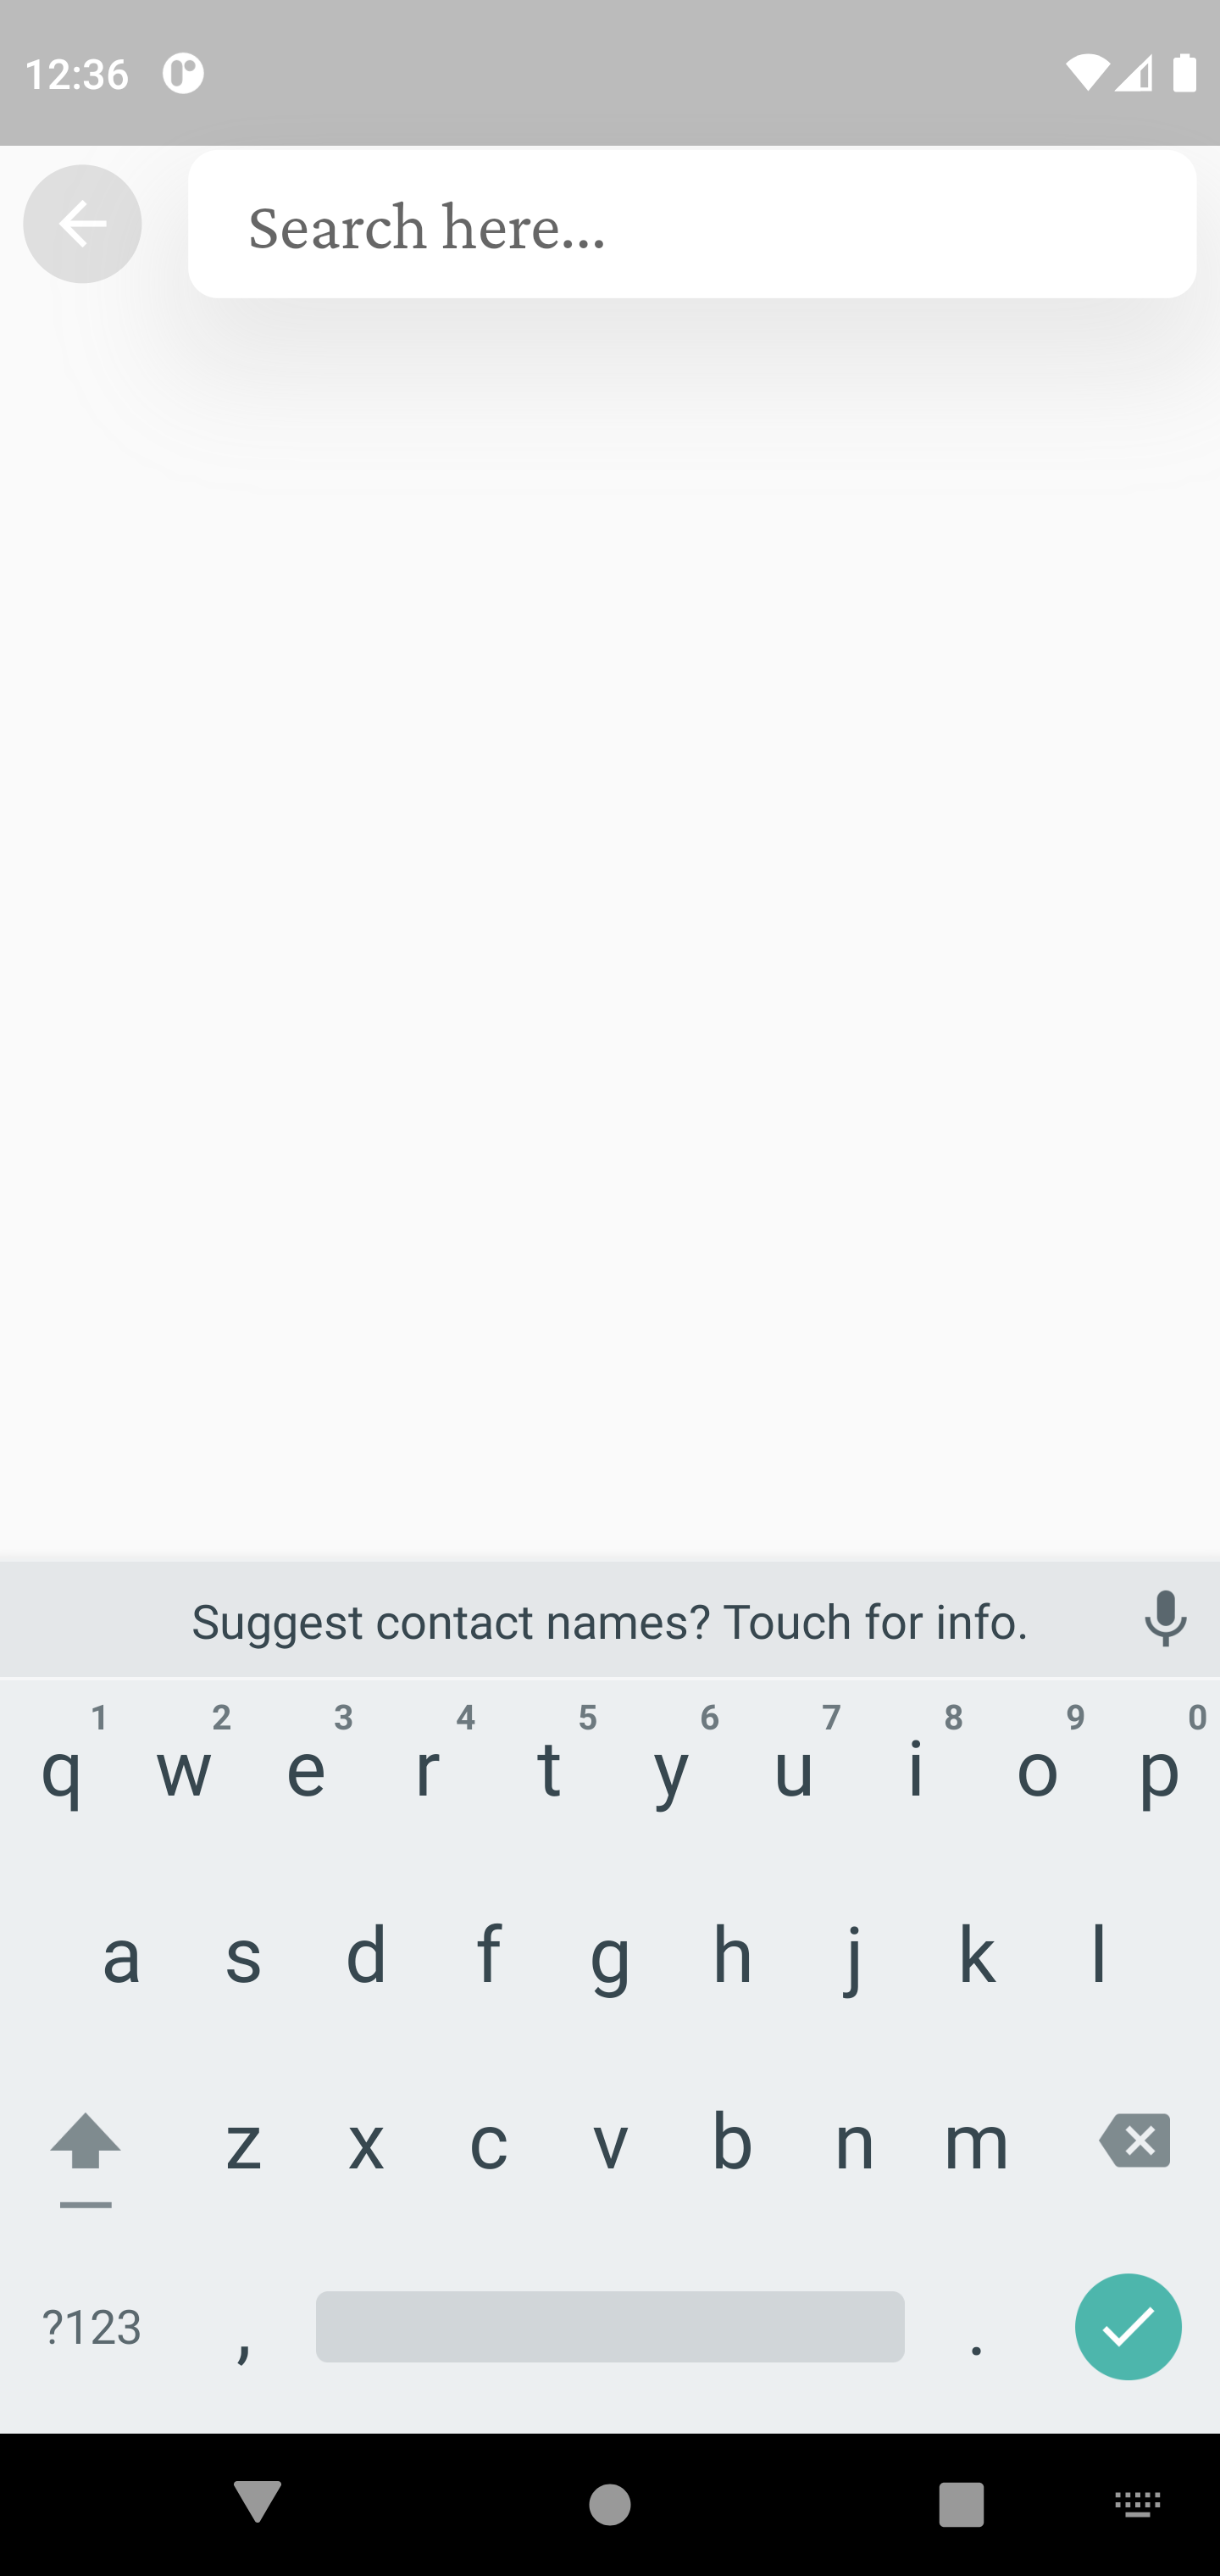 12:36
Search here...
Suggest contact names? Touch for info.
1 2 3 4 5 6 7 8 9 0
q w e r t y u i o p
a s d f g h j k l
z x c v b n m
?123 , .